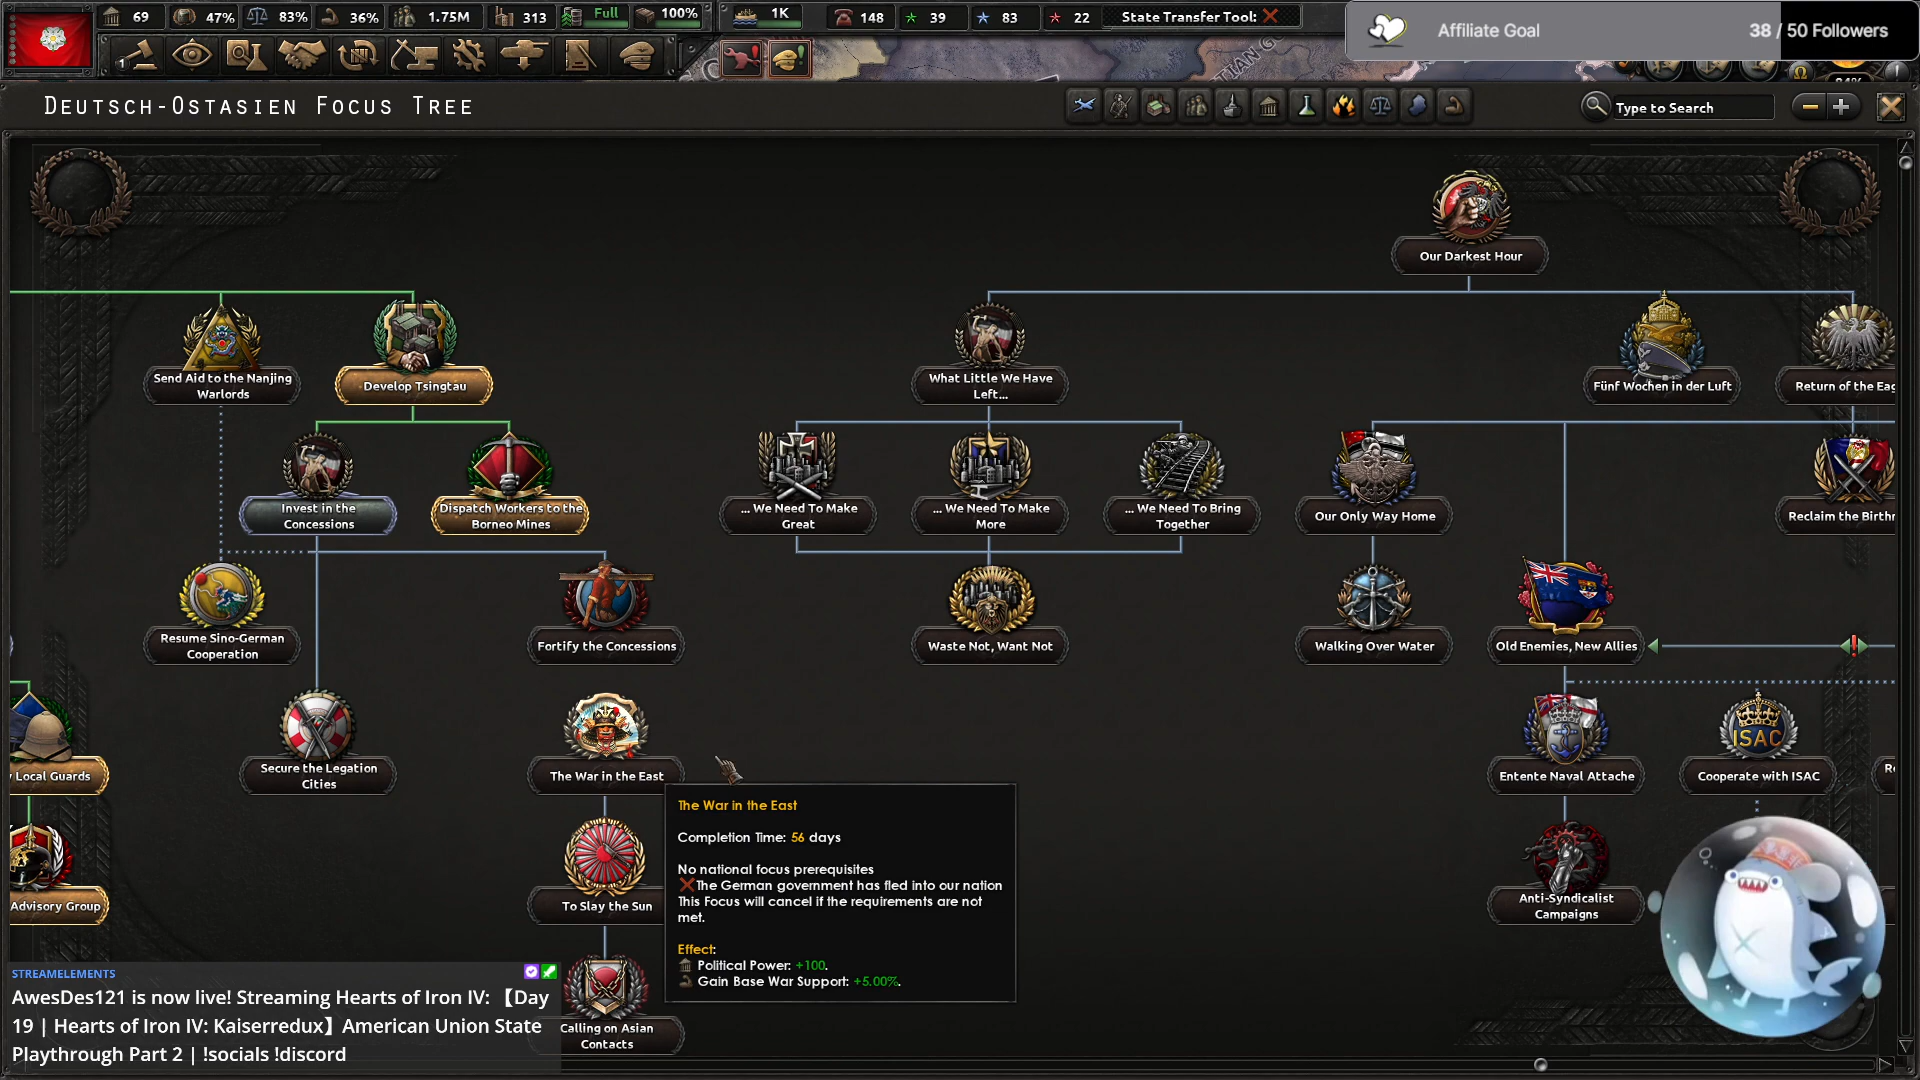 69 47% 83% 36% 1.75M 313 Full 100% 1K 148 39 83 22 State Transfer Tool:
Affiliate Goal 38 / 50 Followers
1
DEUTSCH-OSTASIEN FOCUS TREE
Type to Search
Our Darkest Hour
Send Aid to the Nanjing
Warlords
Develop Tsingtau
What Little We Have
Left...
Fünf Wochen in der Luft
Return of the Eag
Invest in the
Concessions
Dispatch Workers to the
Borneo Mines
... We Need To Make
Great
... We Need To Make
More
... We Need To Bring
Together
Our Only Way Home
Reclaim the Birthr
Resume Sino-German
Cooperation
Fortify the Concessions
Waste Not, Want Not
Walking Over Water
Old Enemies, New Allies
Local Guards
Secure the Legation
Cities
The War in the East
Entente Naval Attache
ISAC
Cooperate with ISAC
The War in the East
Completion Time: 56 days
No national focus prerequisites
The German government has fled into our nation
This Focus will cancel if the requirements are not
met.
Effect:
Political Power: +100.
Gain Base War Support: +5.00%.
Advisory Group
To Slay the Sun
Anti-Syndicalist
Campaigns
Calling on Asian
Contacts
STREAMELEMENTS
AwesDes121 is now live! Streaming Hearts of Iron IV: 【Day
19 | Hearts of Iron IV: Kaiserredux】American Union State
Playthrough Part 2 | !socials !discord